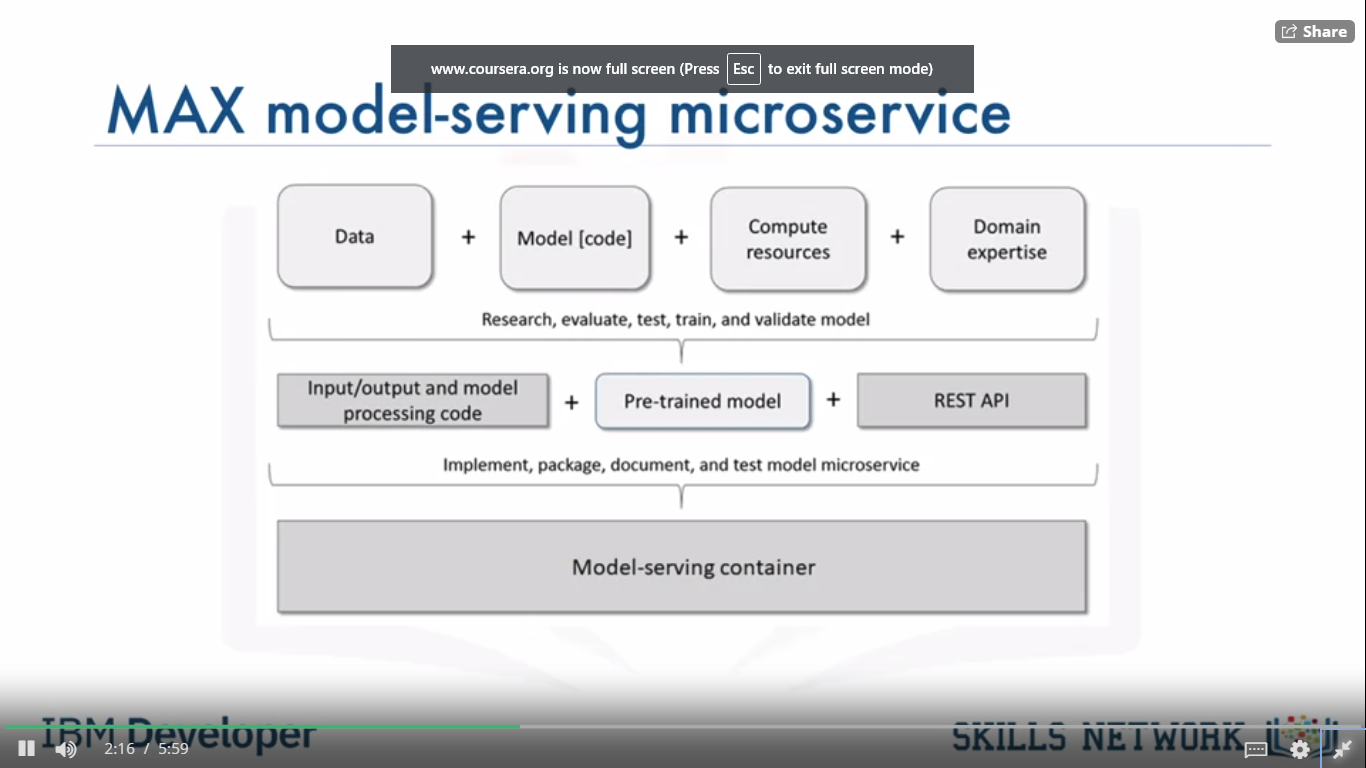 Share
www.coursera.org is now full screen (Press Esc to exit full screen mode)
MAX model-serving microservice
Data + Model [code] + Compute resources + Domain expertise
Research, evaluate, test, train, and validate model
Input/output and model processing code + Pre-trained model + REST API
Implement, package, document, and test model microservice
Model-serving container
IBM Developer
SKILLS NETWORK
2:16 / 5:59